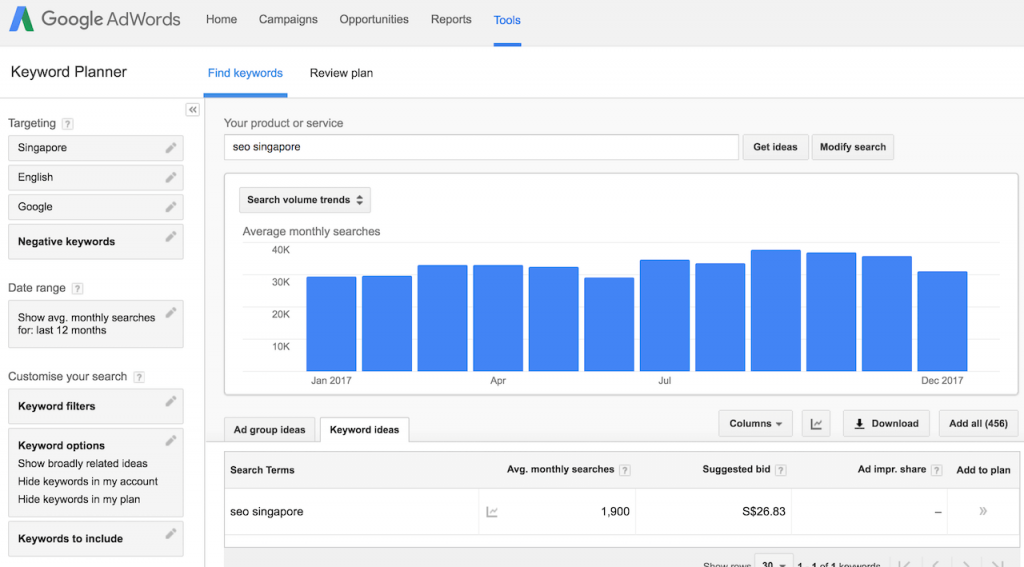 Google AdWords
Home Campaigns Opportunities Reports Tools
Keyword Planner
Find keywords Review plan
«
Targeting ?
Singapore
English
Google
Negative keywords
Date range ?
Show avg. monthly searches
for: last 12 months
Customise your search ?
Keyword filters
Keyword options
Show broadly related ideas
Hide keywords in my account
Hide keywords in my plan
Keywords to include
Your product or service
seo singapore
Get ideas
Modify search
Search volume trends
Average monthly searches
40K
30K
20K
10K
Jan 2017 Apr Jul Dec 2017
Ad group ideas Keyword ideas
Columns Download Add all (456)
Search Terms Avg. monthly searches ? Suggested bid ? Ad impr. share ? Add to plan
seo singapore 1,900 S$26.83 – »
Show rows 30 1 - 1 of 1 keywords